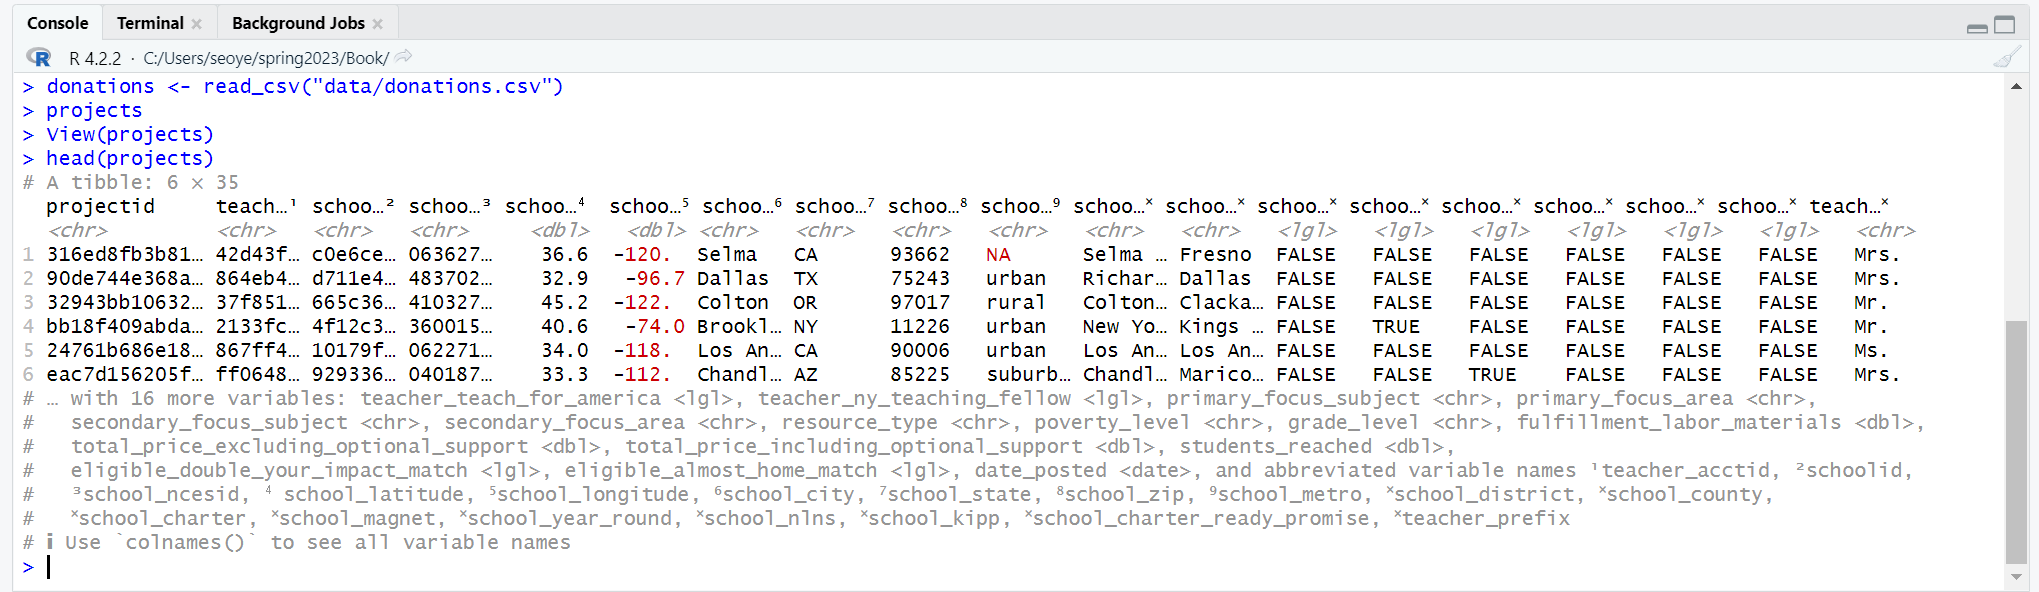 Console Terminal × Background Jobs ×
R R 4.2.2 · C:/Users/seoye/spring2023/Book/
> donations <- read_csv("data/donations.csv")
> projects
> View(projects)
> head(projects)
# A tibble: 6 × 35
projectid teach…¹ schoo…² schoo…³ schoo…⁴ schoo…⁵ schoo…⁶ schoo…⁷ schoo…⁸ schoo…⁹ schoo…ˣ schoo…ˣ schoo…ˣ schoo…ˣ schoo…ˣ schoo…ˣ schoo…ˣ schoo…ˣ teach…ˣ
<chr> <chr> <chr> <chr> <dbl> <dbl> <chr> <chr> <chr> <chr> <chr> <chr> <lgl> <lgl> <lgl> <lgl> <lgl> <lgl> <chr>
1 316ed8fb3b81… 42d43f… c0e6ce… 063627… 36.6 -120. Selma CA 93662 NA Selma … Fresno FALSE FALSE FALSE FALSE FALSE FALSE Mrs.
2 90de744e368a… 864eb4… d711e4… 483702… 32.9 -96.7 Dallas TX 75243 urban Richar… Dallas FALSE FALSE FALSE FALSE FALSE FALSE Mrs.
3 32943bb10632… 37f851… 665c36… 410327… 45.2 -122. Colton OR 97017 rural Colton… Clacka… FALSE FALSE FALSE FALSE FALSE FALSE Mr.
4 bb18f409abda… 2133fc… 4f12c3… 360015… 40.6 -74.0 Brookl… NY 11226 urban New Yo… Kings … FALSE TRUE FALSE FALSE FALSE FALSE Mr.
5 24761b686e18… 867ff4… 10179f… 062271… 34.0 -118. Los An… CA 90006 urban Los An… Los An… FALSE FALSE FALSE FALSE FALSE FALSE Ms.
6 eac7d156205f… ff0648… 929336… 040187… 33.3 -112. Chandl… AZ 85225 suburb… Chandl… Marico… FALSE FALSE TRUE FALSE FALSE FALSE Mrs.
# … with 16 more variables: teacher_teach_for_america <lgl>, teacher_ny_teaching_fellow <lgl>, primary_focus_subject <chr>, primary_focus_area <chr>,
# secondary_focus_subject <chr>, secondary_focus_area <chr>, resource_type <chr>, poverty_level <chr>, grade_level <chr>, fulfillment_labor_materials <dbl>,
# total_price_excluding_optional_support <dbl>, total_price_including_optional_support <dbl>, students_reached <dbl>,
# eligible_double_your_impact_match <lgl>, eligible_almost_home_match <lgl>, date_posted <date>, and abbreviated variable names ¹teacher_acctid, ²schoolid,
# ³school_ncesid, ⁴ school_latitude, ⁵school_longitude, ⁶school_city, ⁷school_state, ⁸school_zip, ⁹school_metro, ˣschool_district, ˣschool_county,
# ˣschool_charter, ˣschool_magnet, ˣschool_year_round, ˣschool_nlns, ˣschool_kipp, ˣschool_charter_ready_promise, ˣteacher_prefix
# ℹ Use `colnames()` to see all variable names
>